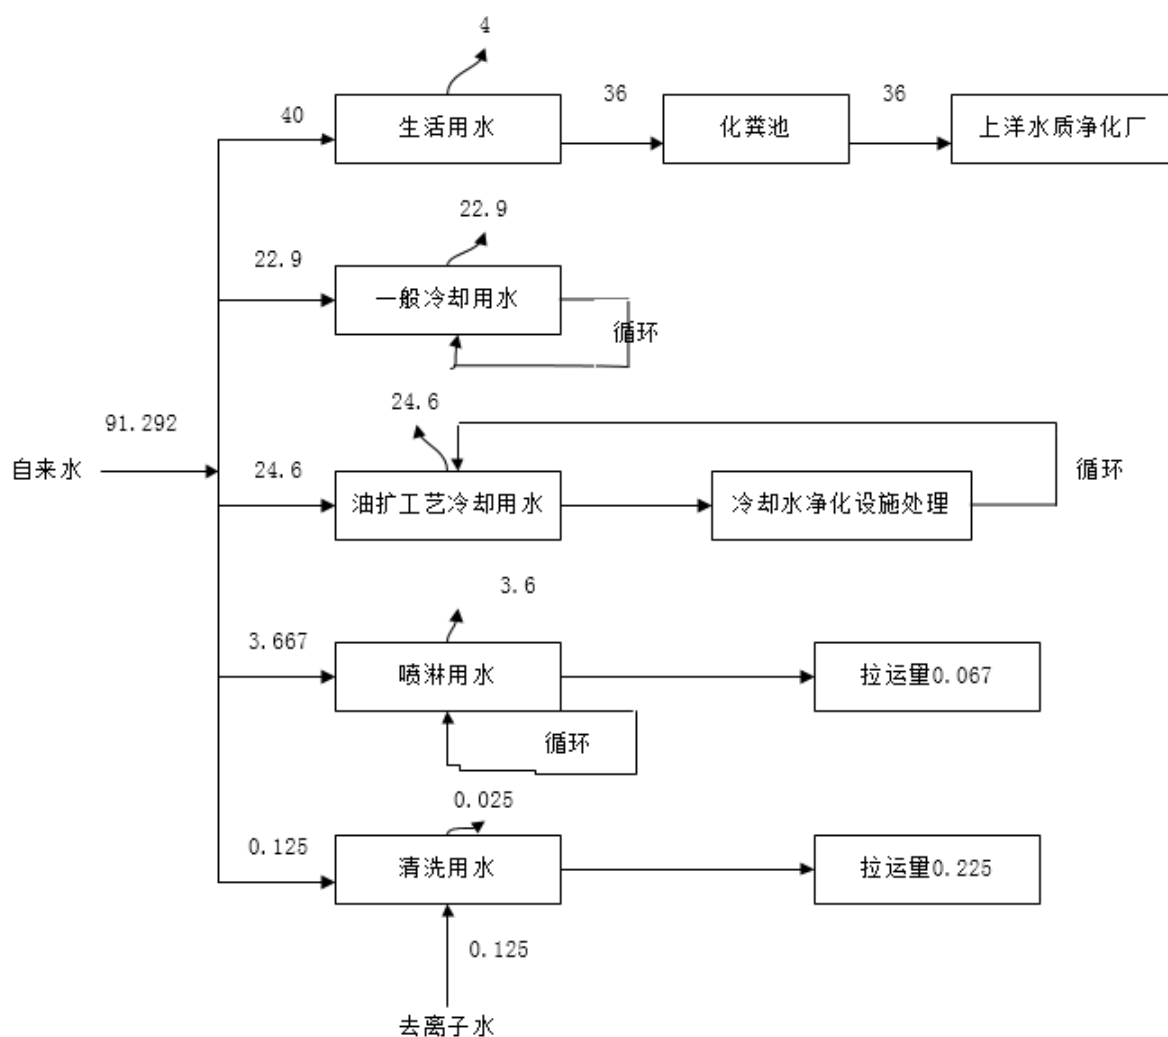 4
40
生活用水
36
化粪池
36
上洋水质净化厂
22.9
22.9
一般冷却用水
循环
91.292
自来水
24.6
24.6
油扩工艺冷却用水
冷却水净化设施处理
循环
3.6
3.667
喷淋用水
拉运量0.067
循环
0.025
0.125
清洗用水
拉运量0.225
0.125
去离子水